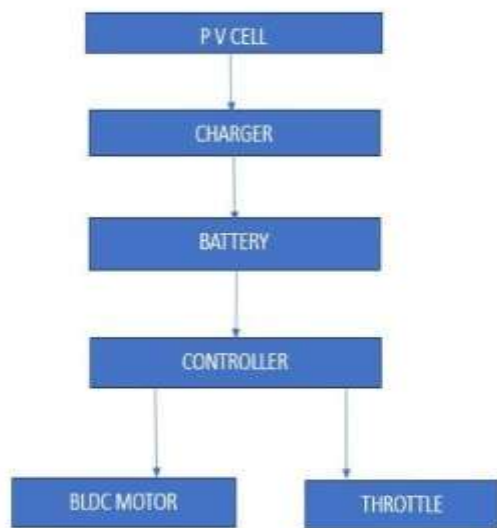 P V CELL
CHARGER
BATTERY
CONTROLLER
BLDC MOTOR
THROTTLE